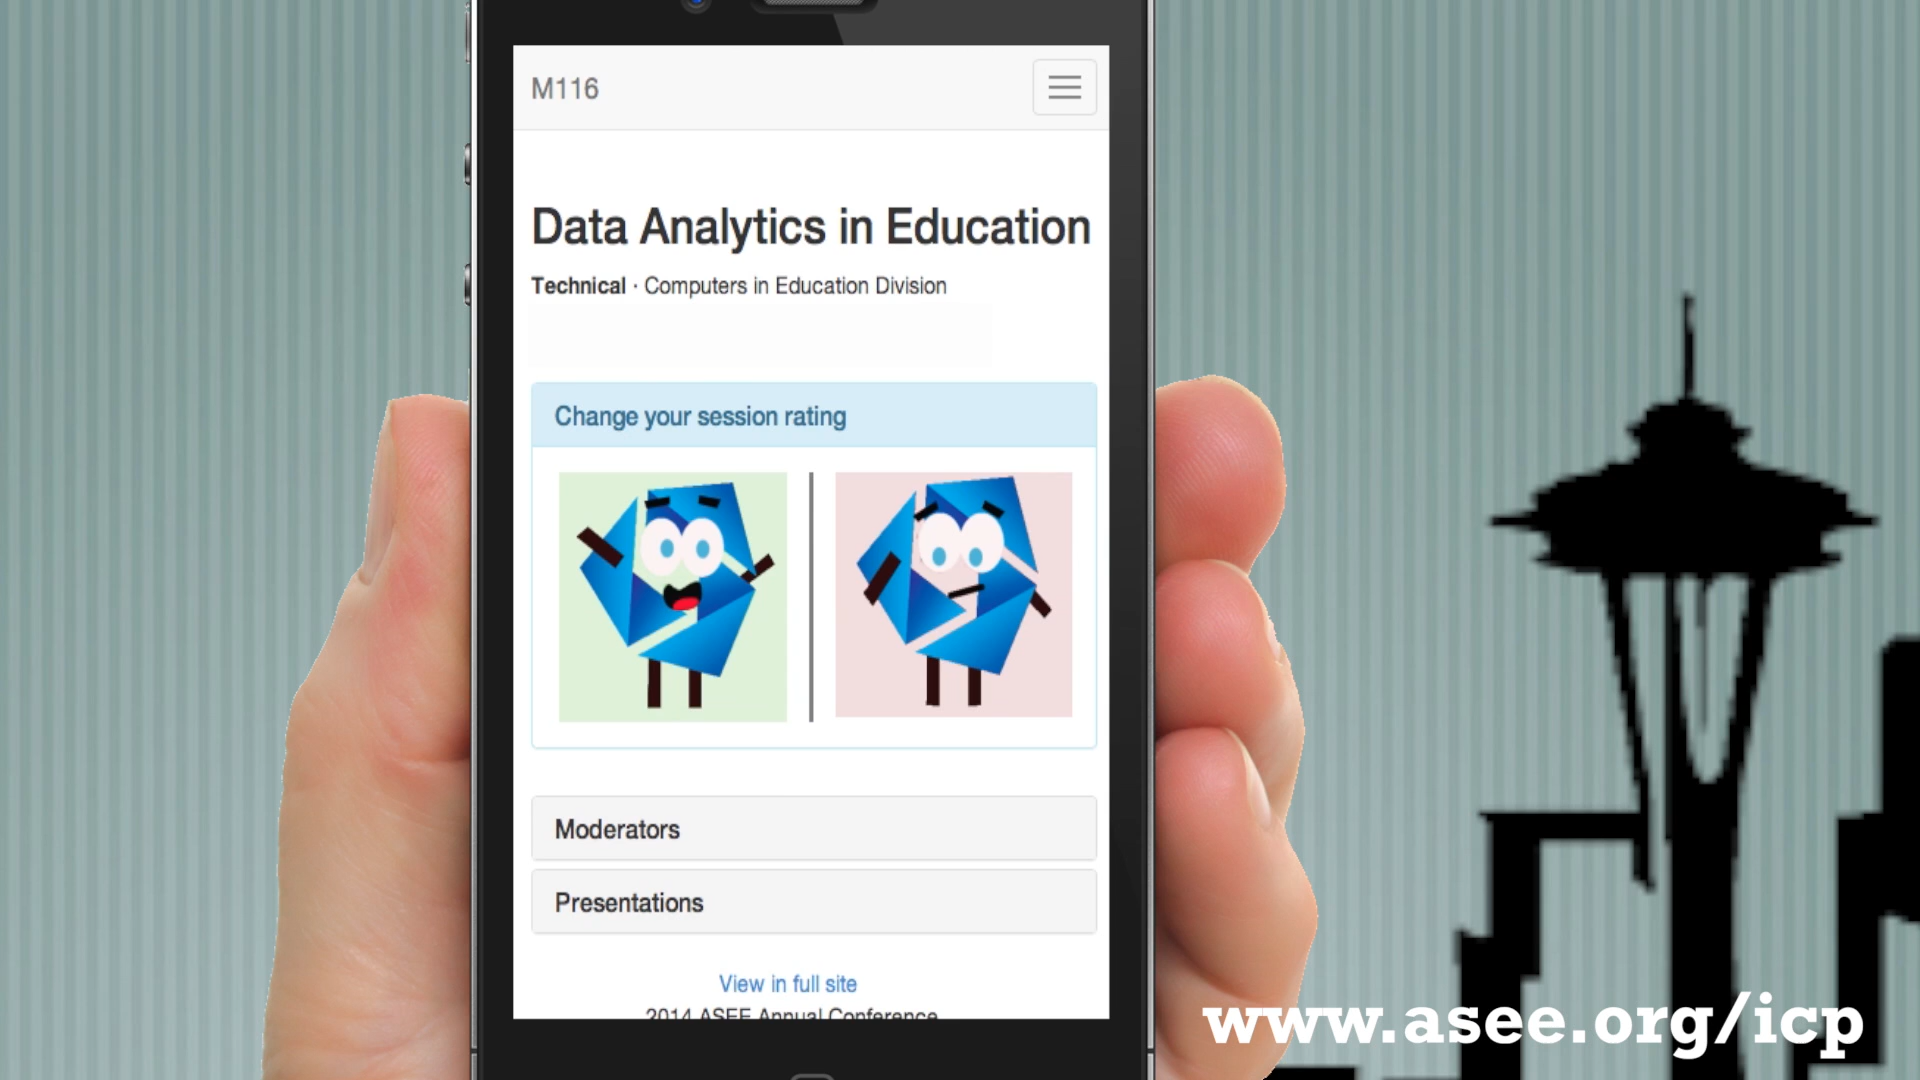 M116
Data Analytics in Education
Technical · Computers in Education Division
Change your session rating
Moderators
Presentations
View in full site
2014 ASEE Annual Conference
www.asee.org/icp